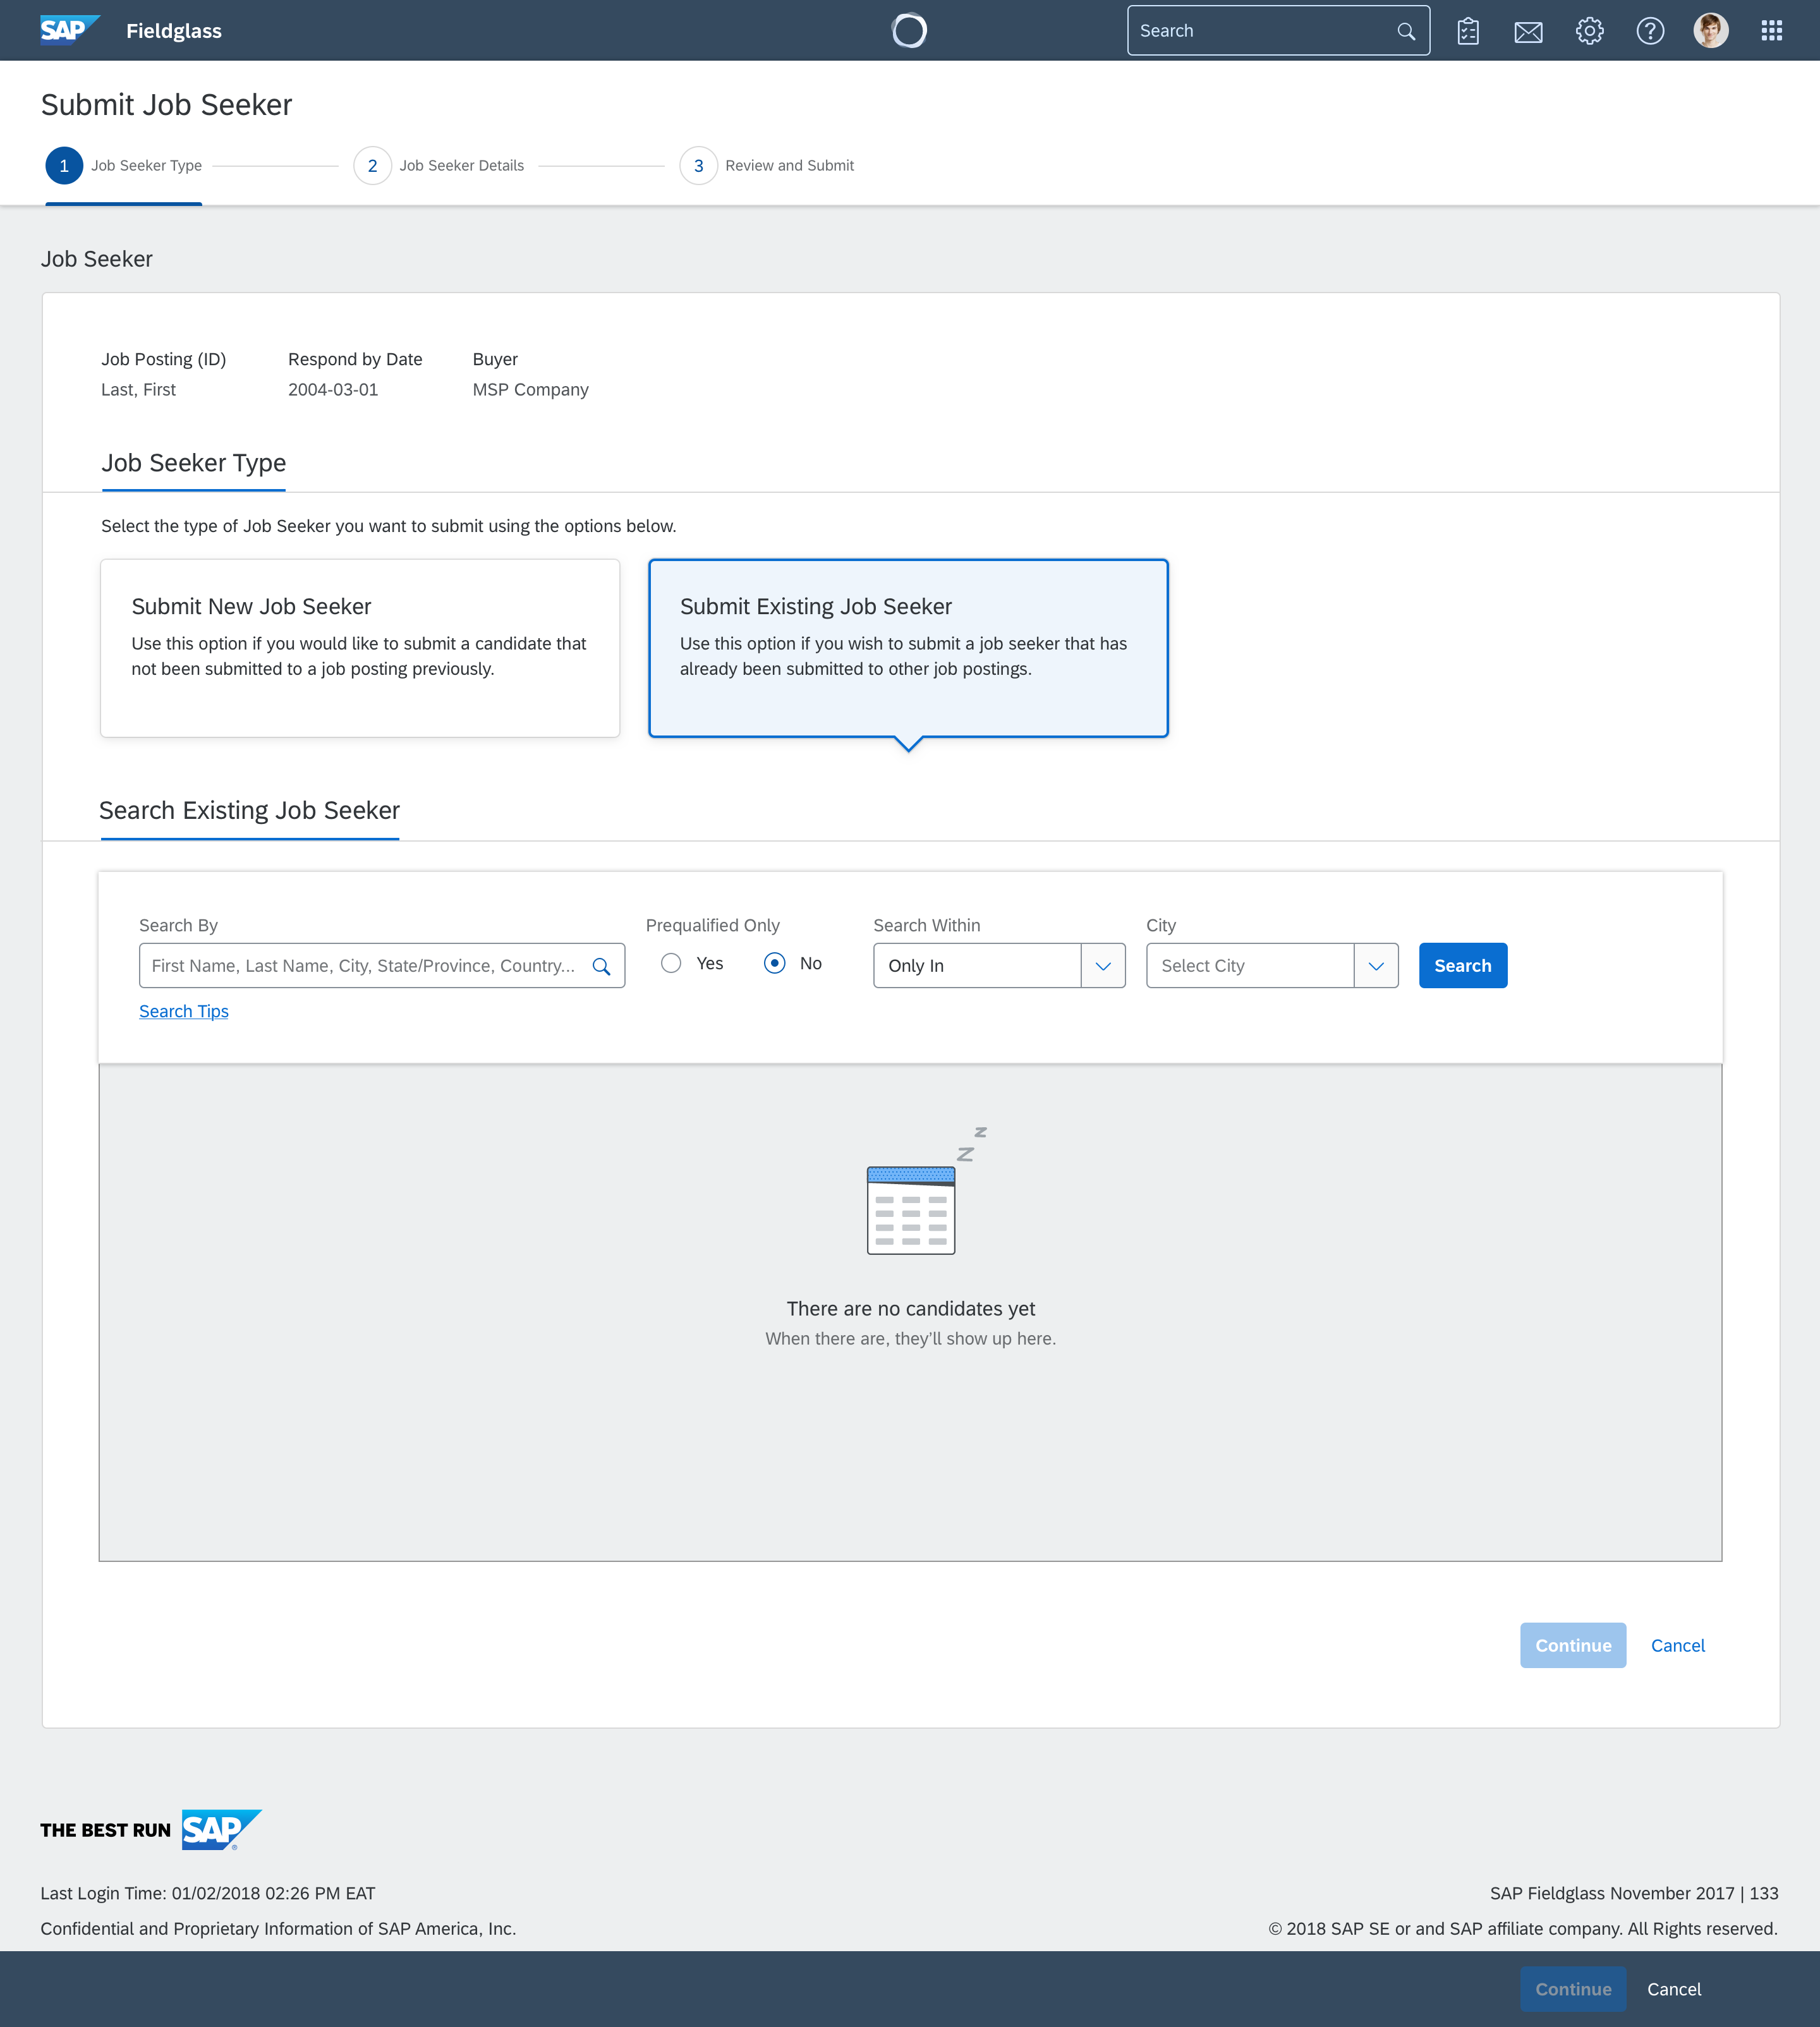 SAP Fieldglass
Search
Submit Job Seeker
1 Job Seeker Type 2 Job Seeker Details 3 Review and Submit
Job Seeker
Job Posting (ID) Respond by Date Buyer
Last, First 2004-03-01 MSP Company
Job Seeker Type
Select the type of Job Seeker you want to submit using the options below.
Submit New Job Seeker
Use this option if you would like to submit a candidate that
not been submitted to a job posting previously.
Submit Existing Job Seeker
Use this option if you wish to submit a job seeker that has
already been submitted to other job postings.
Search Existing Job Seeker
Search By Prequalified Only Search Within City
First Name, Last Name, City, State/Province, Country... Yes No Only In Select City Search
Search Tips
z
z
There are no candidates yet
When there are, they'll show up here.
Continue Cancel
THE BEST RUN SAP®
Last Login Time: 01/02/2018 02:26 PM EAT SAP Fieldglass November 2017 | 133
Confidential and Proprietary Information of SAP America, Inc. © 2018 SAP SE or and SAP affiliate company. All Rights reserved.
Continue Cancel